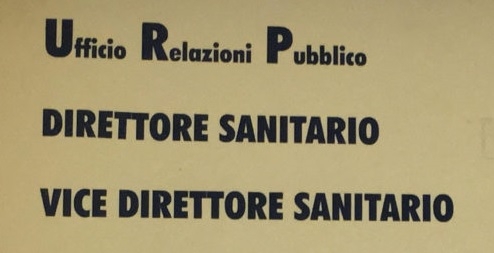 Ufficio Relazioni Pubblico
DIRETTORE SANITARIO
VICE DIRETTORE SANITARIO